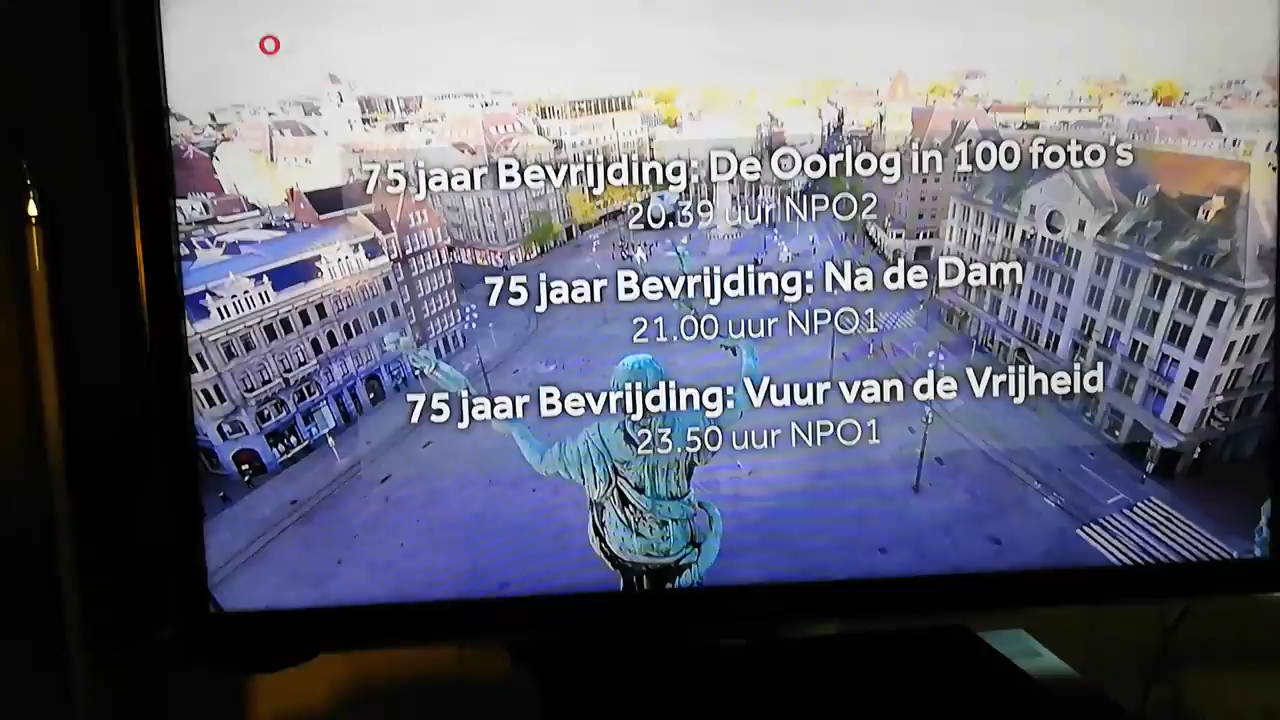 75 jaar Bevrijding: De Oorlog in 100 foto's
20.39 uur NPO2
75 jaar Bevrijding: Na de Dam
21.00 uur NPO1
75 jaar Bevrijding: Vuur van de Vrijheid
23.50 uur NPO1